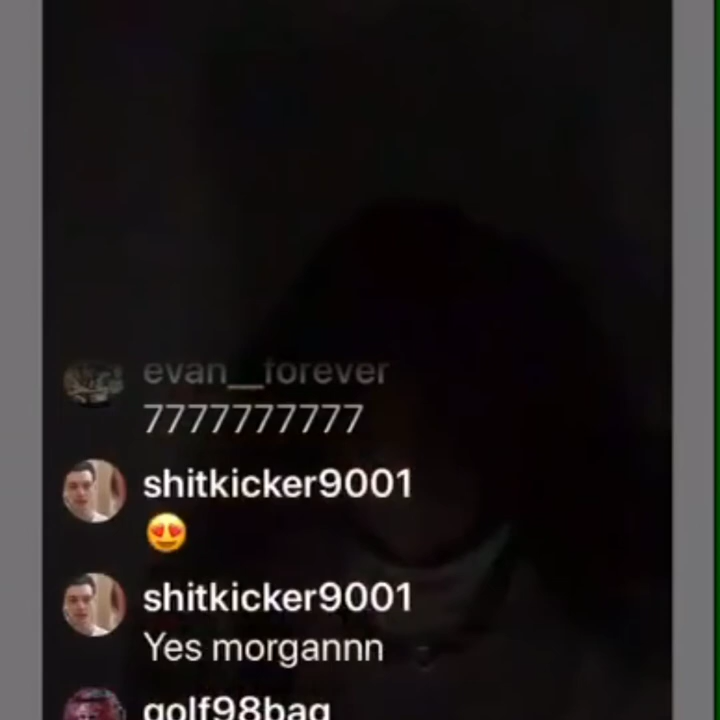 evan__forever
7777777777
shitkicker9001
😍
shitkicker9001
Yes morgannn
golf98bag